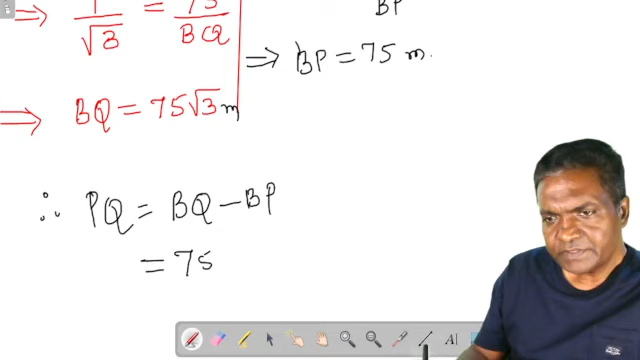 ⇒ 1/√3 = 75/BQ
BP
⇒ BP = 75 m.
⇒ BQ = 75√3 m
∴ PQ = BQ − BP
= 75
A